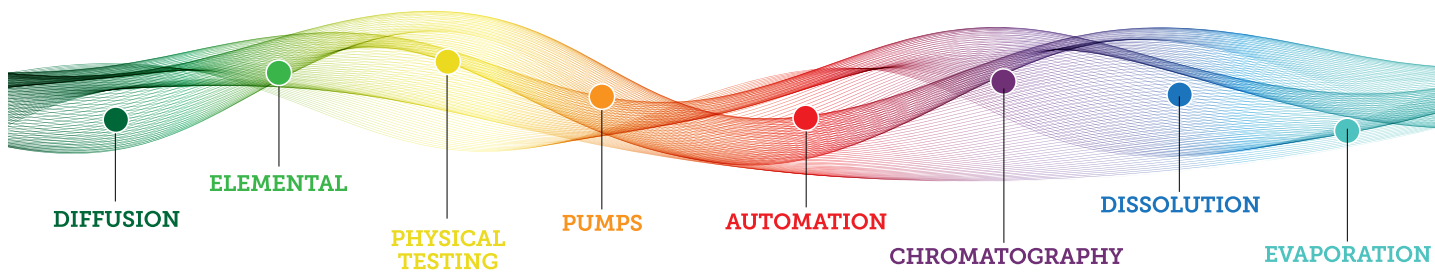 DIFFUSION
ELEMENTAL
PHYSICAL
TESTING
PUMPS
AUTOMATION
CHROMATOGRAPHY
DISSOLUTION
EVAPORATION